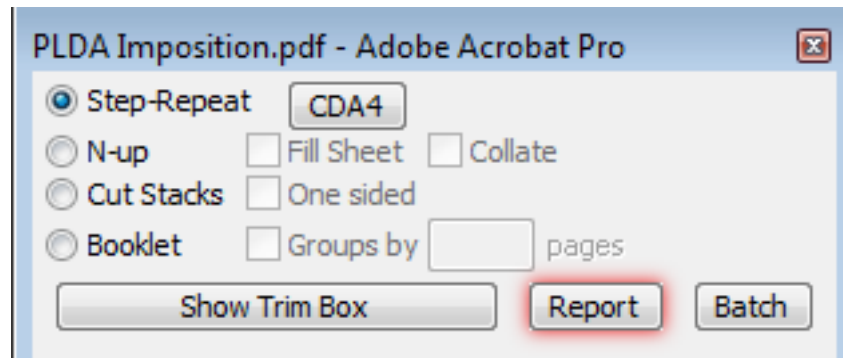 PLDA Imposition.pdf - Adobe Acrobat Pro
Step-Repeat CDA4
N-up Fill Sheet Collate
Cut Stacks One sided
Booklet Groups by pages
Show Trim Box Report Batch